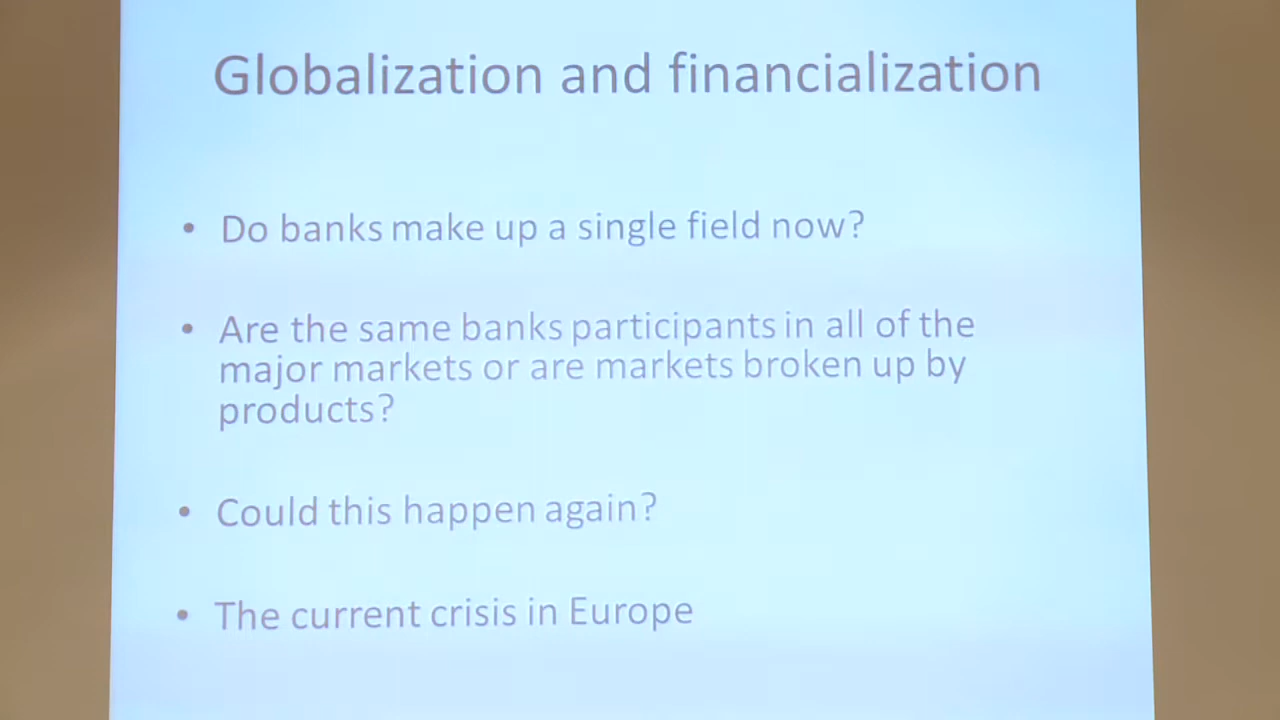 Globalization and financialization
• Do banks make up a single field now?
• Are the same banks participants in all of the
major markets or are markets broken up by
products?
• Could this happen again?
• The current crisis in Europe